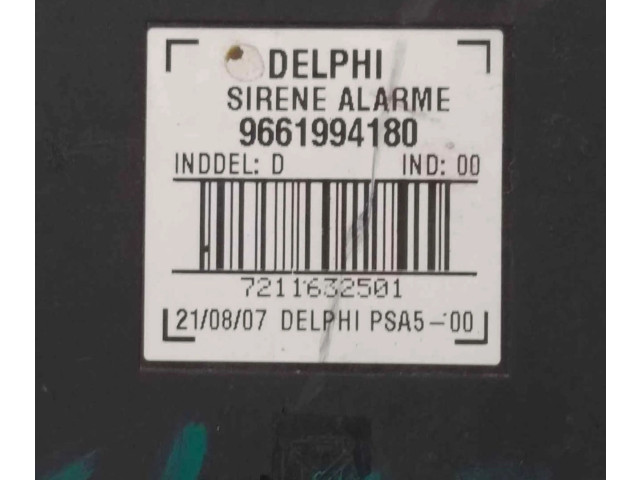 DELPHI
SIRENE ALARME
9661994180
INDDEL: D IND: 00
7211632501
21/08/07 DELPHI PSA5-00